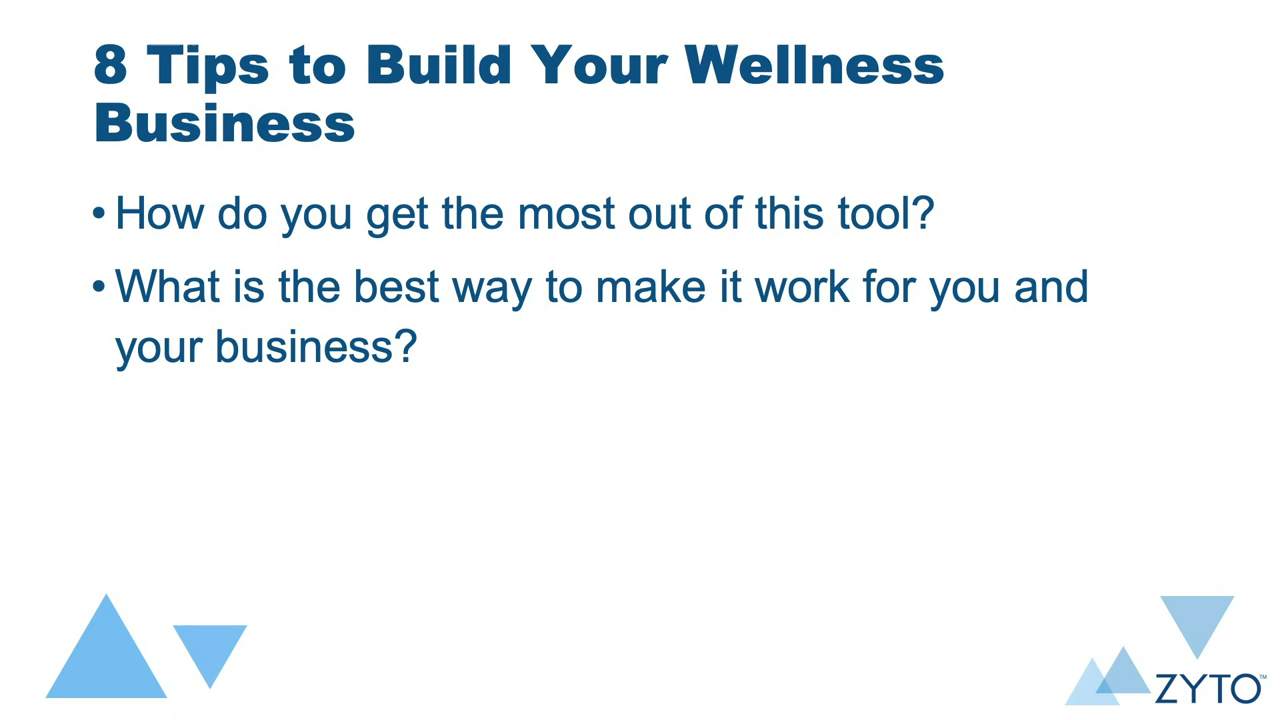 8 Tips to Build Your Wellness
Business
• How do you get the most out of this tool?
• What is the best way to make it work for you and
your business?
ZYTO™